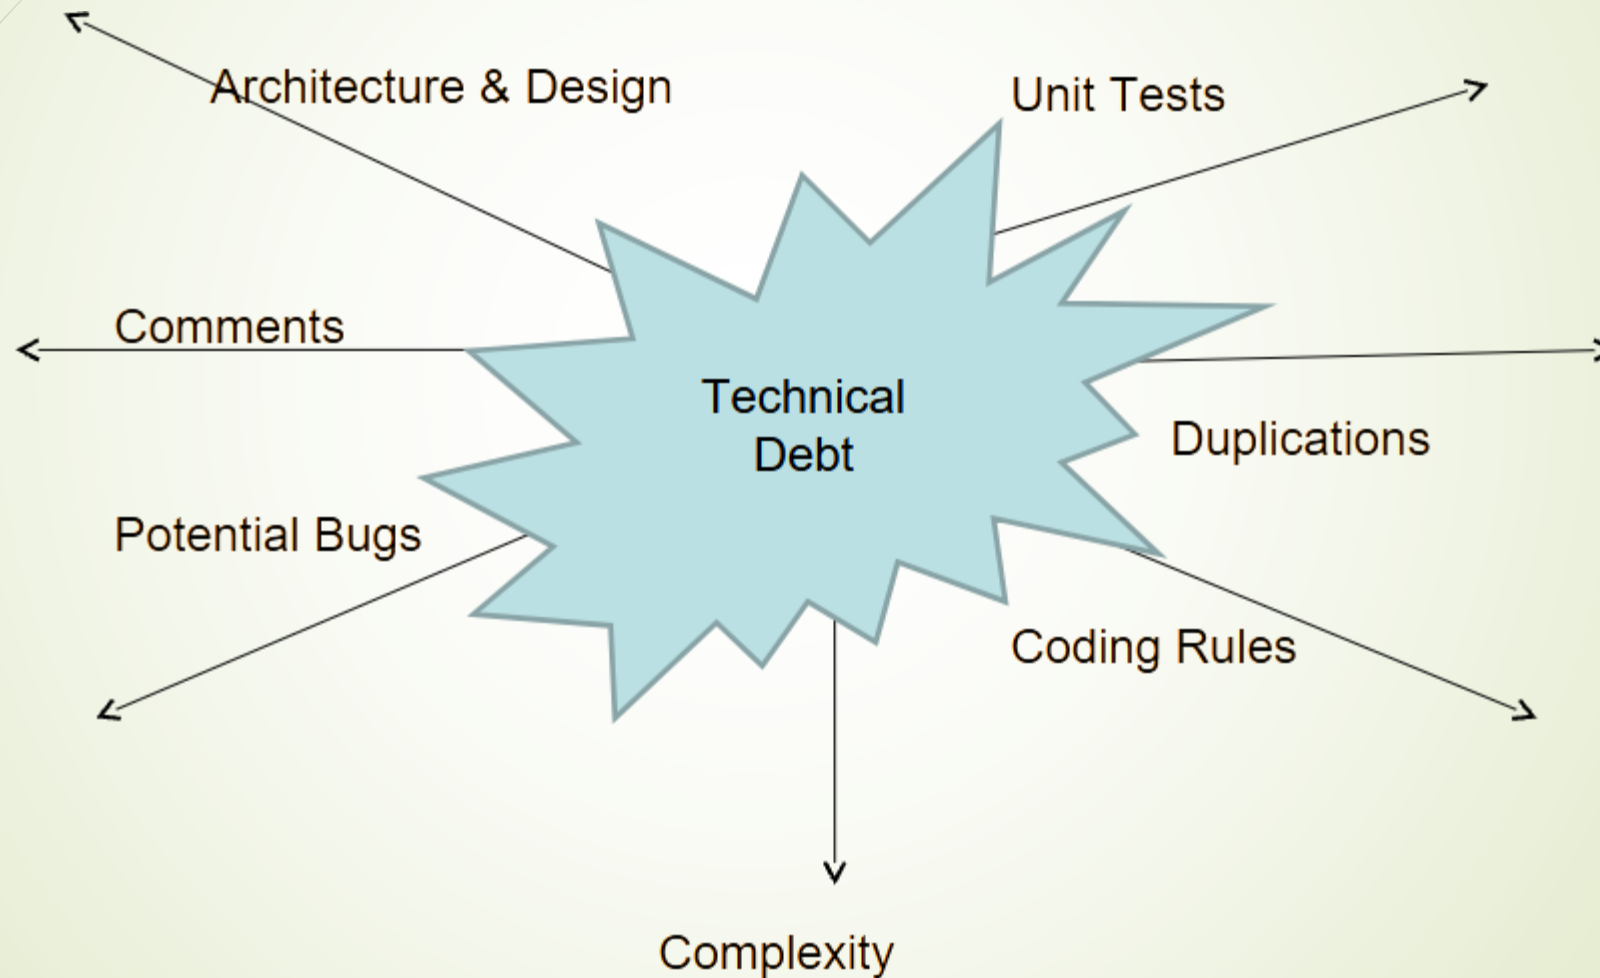 Architecture & Design
Unit Tests
Comments
Technical
Debt
Duplications
Potential Bugs
Coding Rules
Complexity